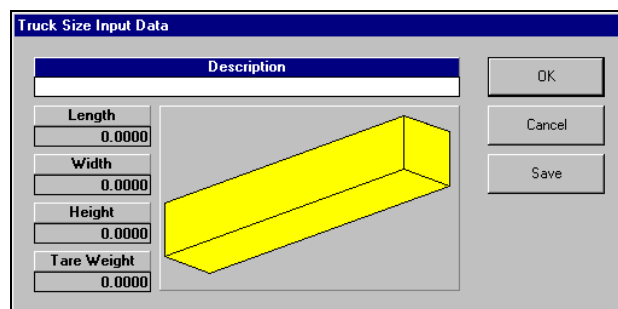 Truck Size Input Data
Description
OK
Length
0.0000
Cancel
Width
0.0000
Save
Height
0.0000
Tare Weight
0.0000